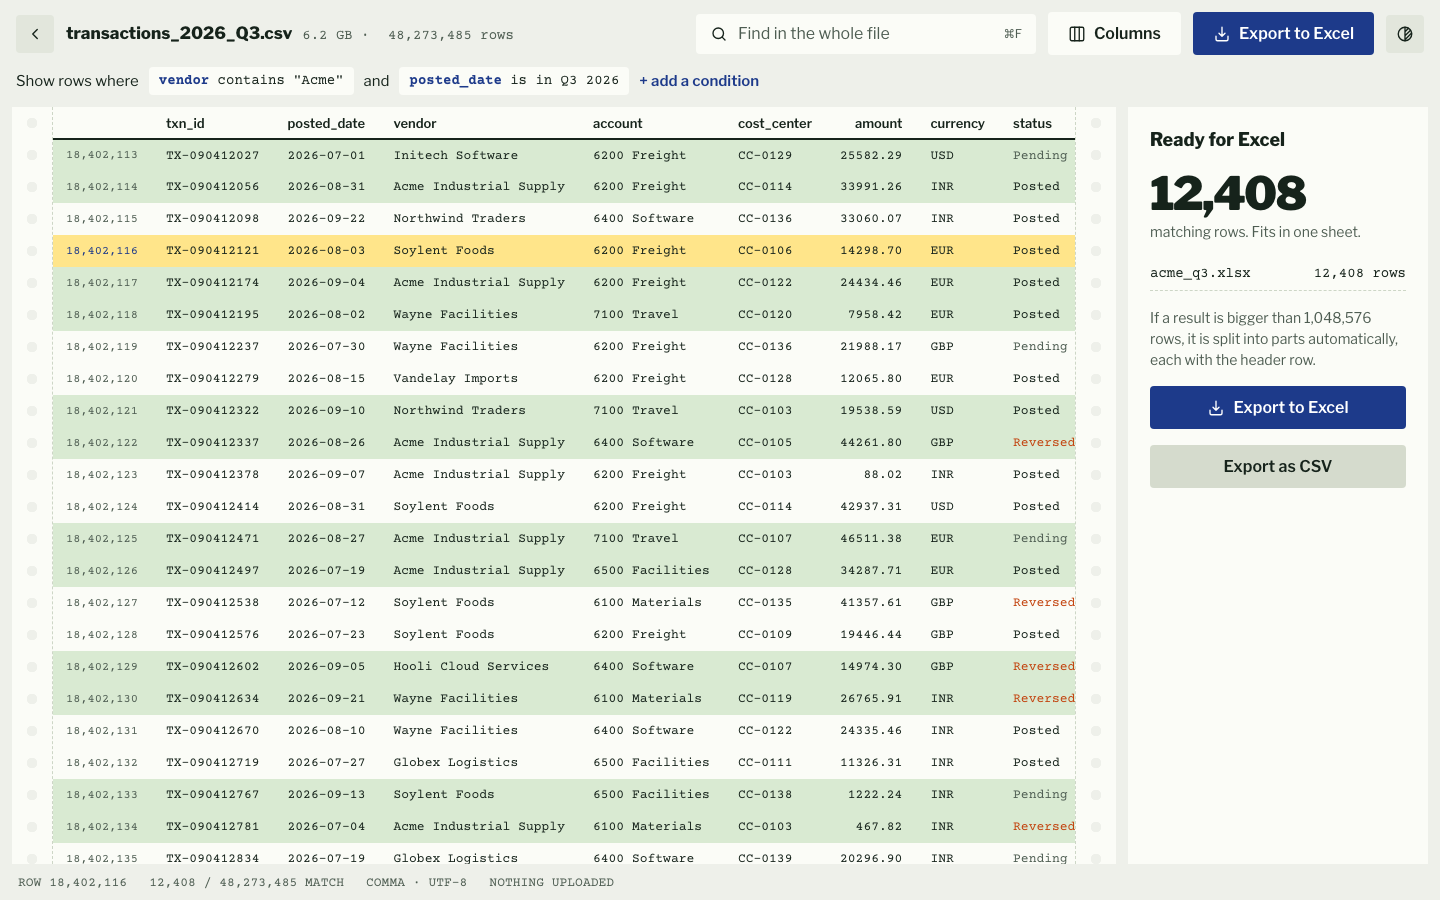 transactions_2026_Q3.csv 6.2 GB · 48,273,485 rows Find in the whole file ⌘F Columns Export to Excel
Show rows where vendor contains "Acme" and posted_date is in Q3 2026 + add a condition
txn_id posted_date vendor account cost_center amount currency status
18,402,113 TX-090412027 2026-07-01 Initech Software 6200 Freight CC-0129 25582.29 USD Pending
18,402,114 TX-090412056 2026-08-31 Acme Industrial Supply 6200 Freight CC-0114 33991.26 INR Posted
18,402,115 TX-090412098 2026-09-22 Northwind Traders 6400 Software CC-0136 33060.07 INR Posted
18,402,116 TX-090412121 2026-08-03 Soylent Foods 6200 Freight CC-0106 14298.70 EUR Posted
18,402,117 TX-090412174 2026-09-04 Acme Industrial Supply 6200 Freight CC-0122 24434.46 EUR Posted
18,402,118 TX-090412195 2026-08-02 Wayne Facilities 7100 Travel CC-0120 7958.42 EUR Posted
18,402,119 TX-090412237 2026-07-30 Wayne Facilities 6200 Freight CC-0136 21988.17 GBP Pending
18,402,120 TX-090412279 2026-08-15 Vandelay Imports 6200 Freight CC-0128 12065.80 EUR Posted
18,402,121 TX-090412322 2026-09-10 Northwind Traders 7100 Travel CC-0103 19538.59 USD Posted
18,402,122 TX-090412337 2026-08-26 Acme Industrial Supply 6400 Software CC-0105 44261.80 GBP Reversed
18,402,123 TX-090412378 2026-09-07 Acme Industrial Supply 6200 Freight CC-0103 88.02 INR Posted
18,402,124 TX-090412414 2026-08-31 Soylent Foods 6200 Freight CC-0114 42937.31 USD Posted
18,402,125 TX-090412471 2026-08-27 Acme Industrial Supply 7100 Travel CC-0107 46511.38 EUR Pending
18,402,126 TX-090412497 2026-07-19 Acme Industrial Supply 6500 Facilities CC-0128 34287.71 EUR Posted
18,402,127 TX-090412538 2026-07-12 Soylent Foods 6100 Materials CC-0135 41357.61 GBP Reversed
18,402,128 TX-090412576 2026-07-23 Soylent Foods 6200 Freight CC-0109 19446.44 GBP Posted
18,402,129 TX-090412602 2026-09-05 Hooli Cloud Services 6400 Software CC-0107 14974.30 GBP Reversed
18,402,130 TX-090412634 2026-09-21 Wayne Facilities 6100 Materials CC-0119 26765.91 INR Reversed
18,402,131 TX-090412670 2026-08-10 Wayne Facilities 6400 Software CC-0122 24335.46 INR Posted
18,402,132 TX-090412719 2026-07-27 Globex Logistics 6500 Facilities CC-0111 11326.31 INR Posted
18,402,133 TX-090412767 2026-09-13 Soylent Foods 6500 Facilities CC-0138 1222.24 INR Pending
18,402,134 TX-090412781 2026-07-04 Acme Industrial Supply 6100 Materials CC-0103 467.82 INR Reversed
18,402,135 TX-090412834 2026-07-19 Globex Logistics 6400 Software CC-0139 20296.90 INR Pending
Ready for Excel
12,408
matching rows. Fits in one sheet.
acme_q3.xlsx 12,408 rows
If a result is bigger than 1,048,576
rows, it is split into parts automatically,
each with the header row.
Export to Excel
Export as CSV
ROW 18,402,116 12,408 / 48,273,485 MATCH COMMA · UTF-8 NOTHING UPLOADED